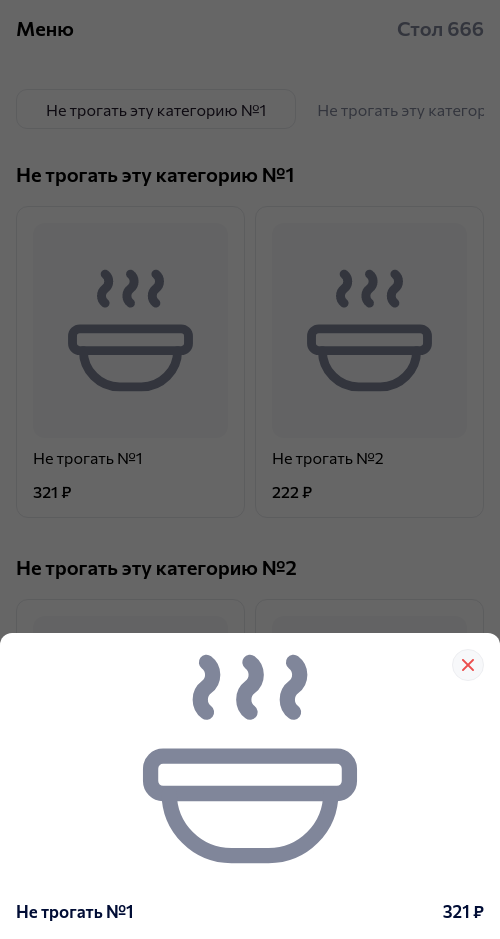 Меню
Стол 666
Не трогать эту категорию №1
Не трогать эту категор
Не трогать эту категорию №1
Не трогать №1
321 ₽
Не трогать №2
222 ₽
Не трогать эту категорию №2
Не трогать №1
321 ₽